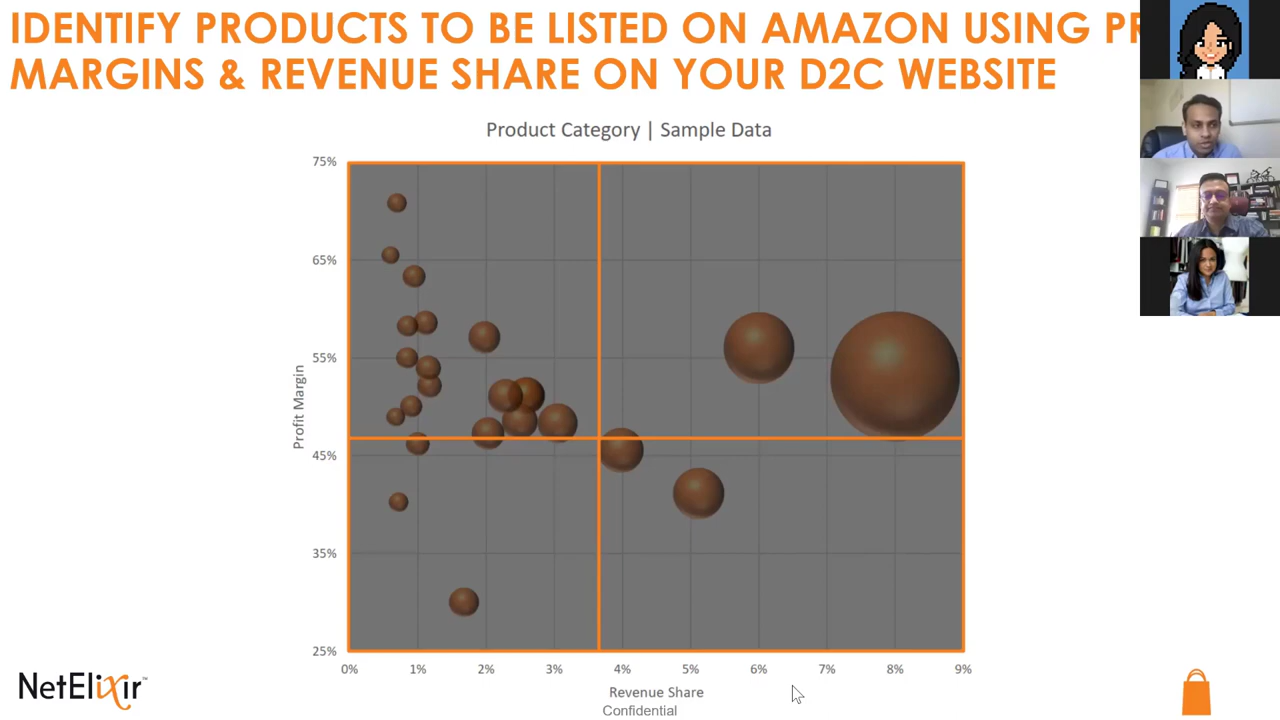 IDENTIFY PRODUCTS TO BE LISTED ON AMAZON USING
MARGINS & REVENUE SHARE ON YOUR D2C WEBSITE
Product Category | Sample Data
75%
65%
55%
45%
35%
25%
Profit Margin
0% 1% 2% 3% 4% 5% 6% 7% 8% 9%
Revenue Share
Confidential
NetElixir™